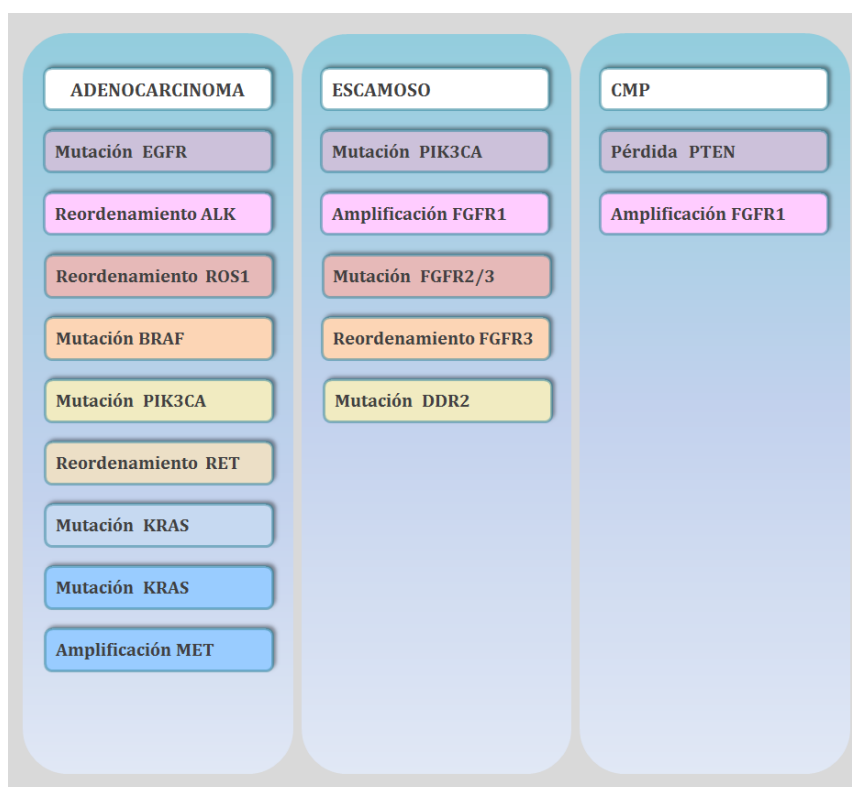 ADENOCARCINOMA
Mutación EGFR
Reordenamiento ALK
Reordenamiento ROS1
Mutación BRAF
Mutación PIK3CA
Reordenamiento RET
Mutación KRAS
Mutación KRAS
Amplificación MET
ESCAMOSO
Mutación PIK3CA
Amplificación FGFR1
Mutación FGFR2/3
Reordenamiento FGFR3
Mutación DDR2
CMP
Pérdida PTEN
Amplificación FGFR1